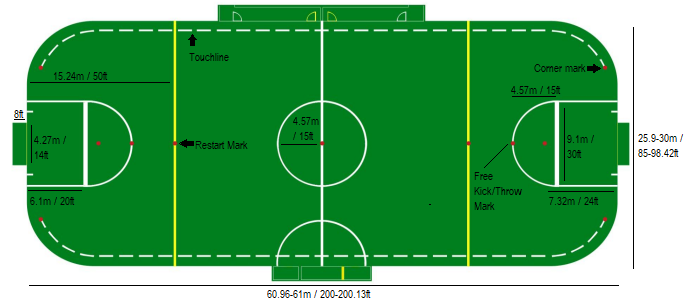 Touchline
15.24m / 50ft
Corner mark
4.57m / 15ft
8ft
4.57m
/ 15ft
4.27m /
14ft
Restart Mark
9.1m /
30ft
25.9-30m /
85-98.42ft
Free
Kick/Throw
Mark
6.1m / 20ft
7.32m / 24ft
60.96-61m / 200-200.13ft